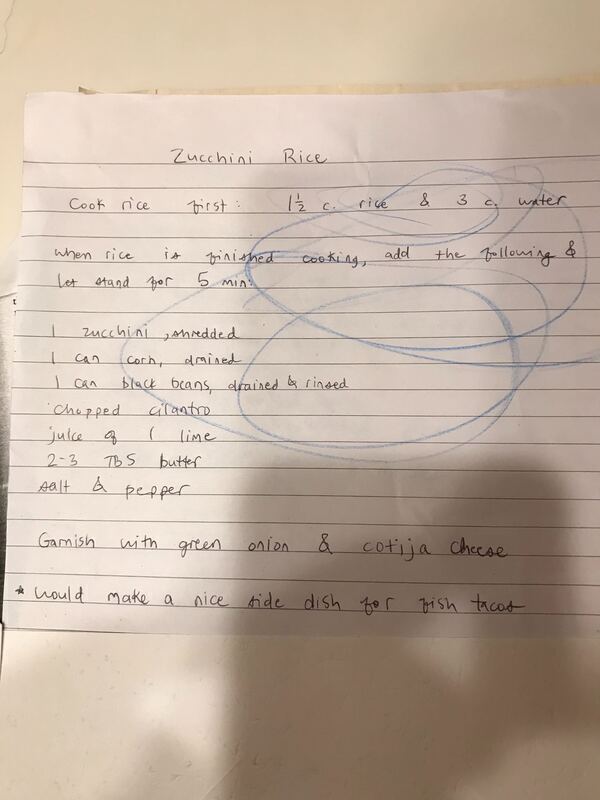 Zucchini Rice
Cook rice first: 1 1/2 c. rice & 3 c. water
when rice is finished cooking, add the following &
let stand for 5 min:
1 zucchini, shredded
1 can corn, drained
1 can black beans, drained & rinsed
chopped cilantro
juice of 1 lime
2-3 TBS butter
salt & pepper
Garnish with green onion & cotija cheese
* would make a nice side dish for fish tacos